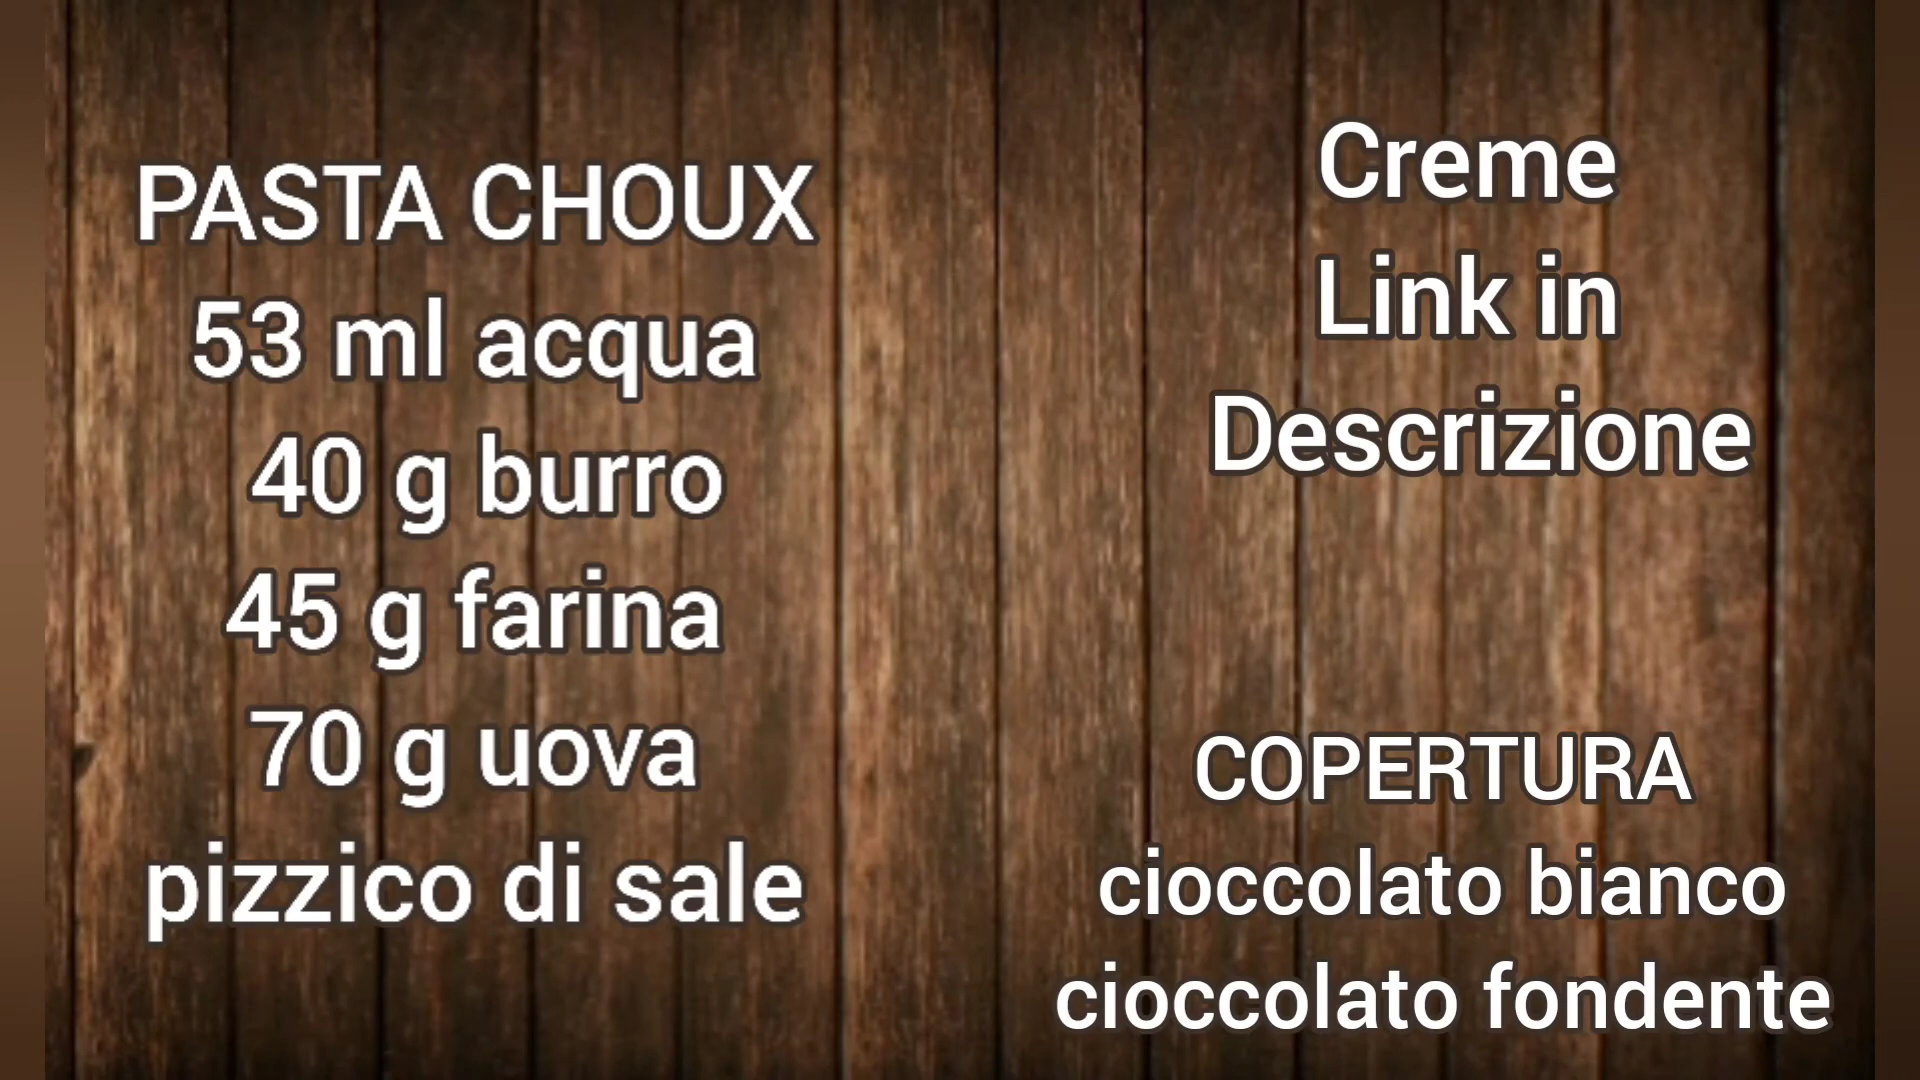 PASTA CHOUX
53 ml acqua
40 g burro
45 g farina
70 g uova
pizzico di sale
Creme
Link in
Descrizione
COPERTURA
cioccolato bianco
cioccolato fondente